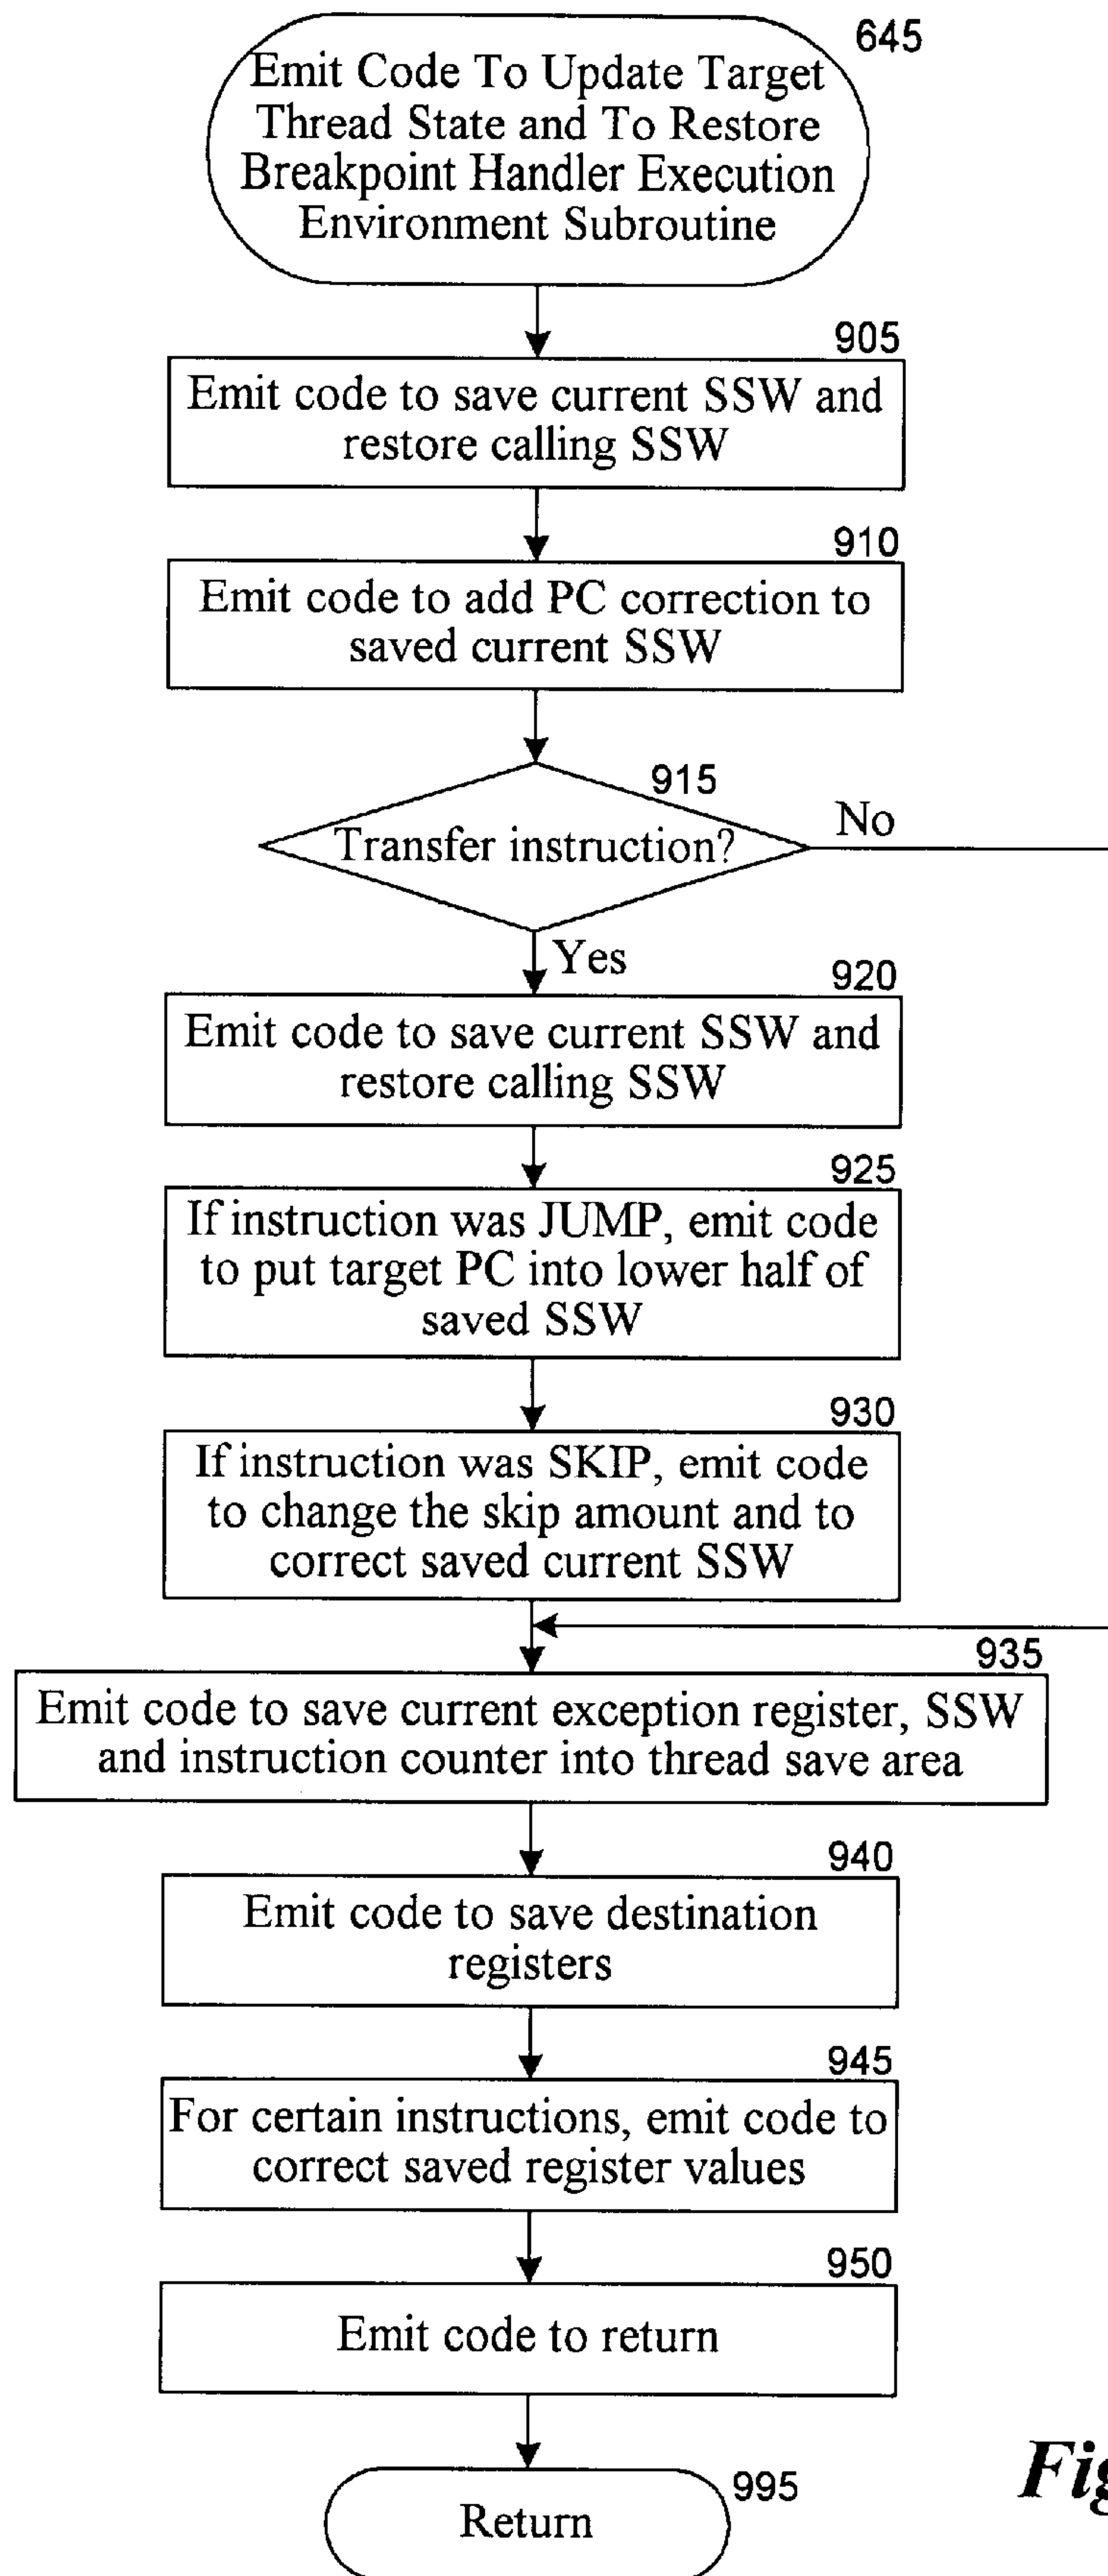 645
Emit Code To Update Target
Thread State and To Restore
Breakpoint Handler Execution
Environment Subroutine
905
Emit code to save current SSW and
restore calling SSW
910
Emit code to add PC correction to
saved current SSW
915
Transfer instruction?
No
Yes
920
Emit code to save current SSW and
restore calling SSW
925
If instruction was JUMP, emit code
to put target PC into lower half of
saved SSW
930
If instruction was SKIP, emit code
to change the skip amount and to
correct saved current SSW
935
Emit code to save current exception register, SSW
and instruction counter into thread save area
940
Emit code to save destination
registers
945
For certain instructions, emit code to
correct saved register values
950
Emit code to return
995
Return